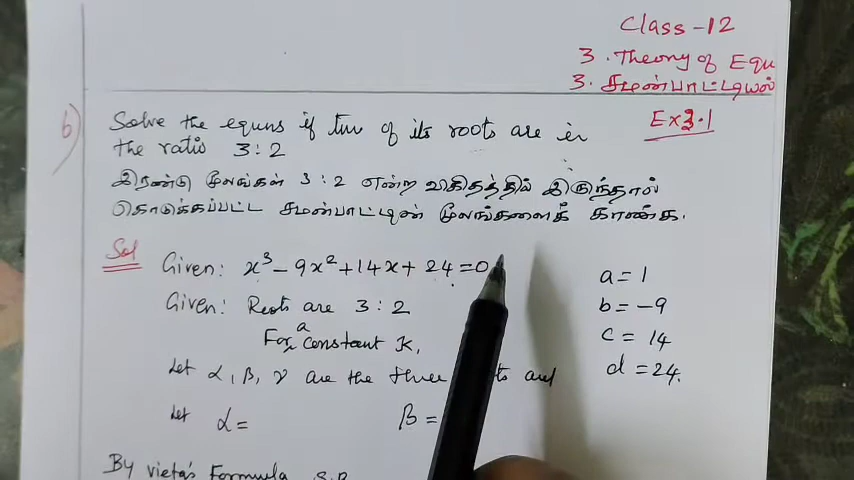 Class -12
3. Theory of Equ
3. சமன்பாட்டியல்
Ex 3.1
6) Solve the equns if two of its roots are in
the ratio 3:2
இரண்டு மூலங்கள் 3:2 என்ற விகிதத்தில் இருந்தால்
கொடுக்கப்பட்ட சமன்பாட்டின் மூலங்களைக் காண்க.
Sol
Given: x³ - 9x² + 14x + 24 = 0
a = 1
Given: Roots are 3:2
b = -9
For a constant K,
c = 14
Let α, β, γ are the three and
d = 24.
Let α = β =
By Vieta's Formula